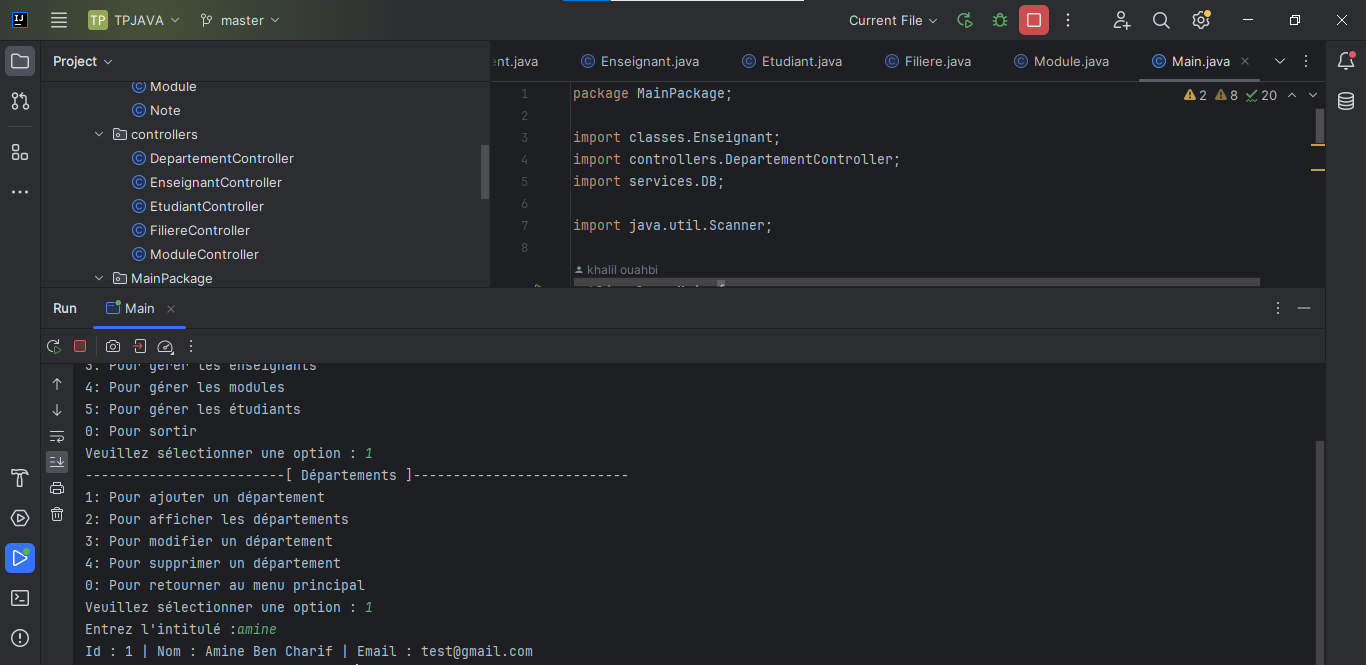 TP TPJAVA master Current File
Project
ent.java Enseignant.java Etudiant.java Filiere.java Module.java Main.java
Module
Note
controllers
DepartementController
EnseignantController
EtudiantController
FiliereController
ModuleController
MainPackage
1 package MainPackage;
2 8 20
2
3 import classes.Enseignant;
4 import controllers.DepartementController;
5 import services.DB;
6
7 import java.util.Scanner;
8
khalil ouahbi
Run Main
3: Pour gérer les enseignants
4: Pour gérer les modules
5: Pour gérer les étudiants
0: Pour sortir
Veuillez sélectionner une option : 1
-------------------------[ Départements ]---------------------------
1: Pour ajouter un département
2: Pour afficher les départements
3: Pour modifier un département
4: Pour supprimer un département
0: Pour retourner au menu principal
Veuillez sélectionner une option : 1
Entrez l'intitulé :amine
Id : 1 | Nom : Amine Ben Charif | Email : test@gmail.com